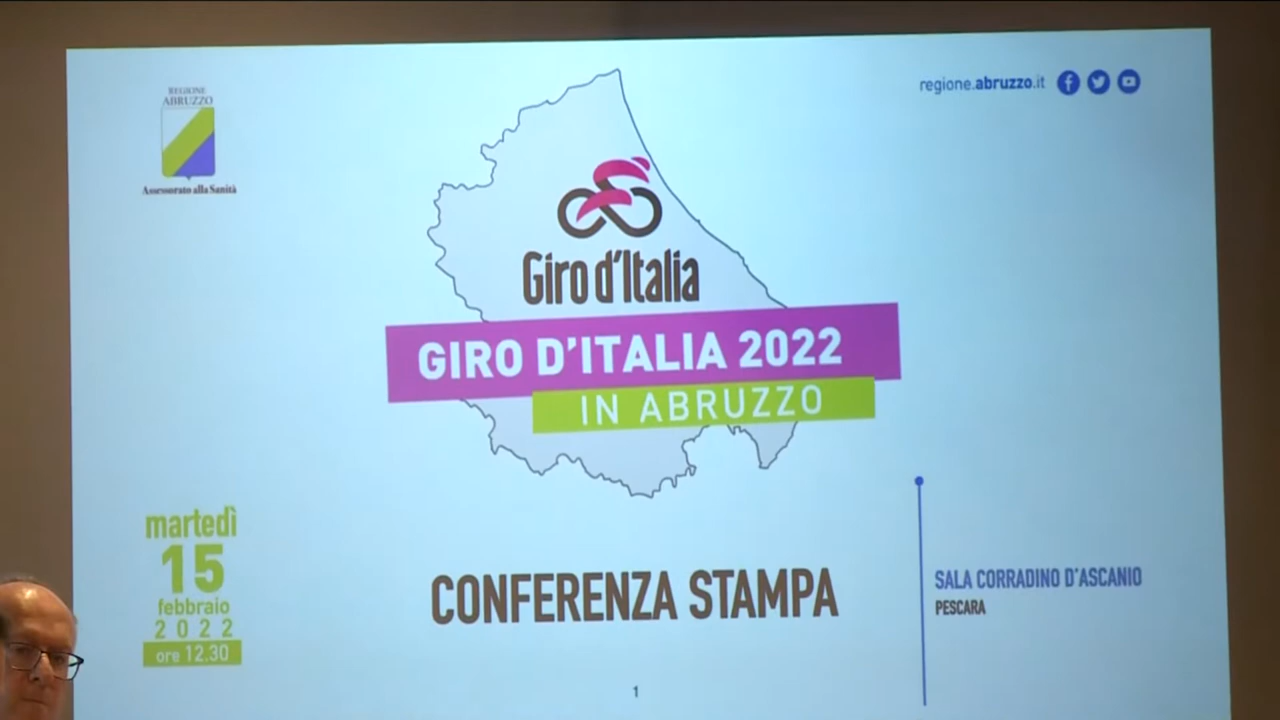 REGIONE
ABRUZZO
Assessorato alla Sanità
regione.abruzzo.it
Giro d'Italia
GIRO D'ITALIA 2022
IN ABRUZZO
martedì
15
febbraio
2022
ore 12.30
CONFERENZA STAMPA
SALA CORRADINO D'ASCANIO
PESCARA
1